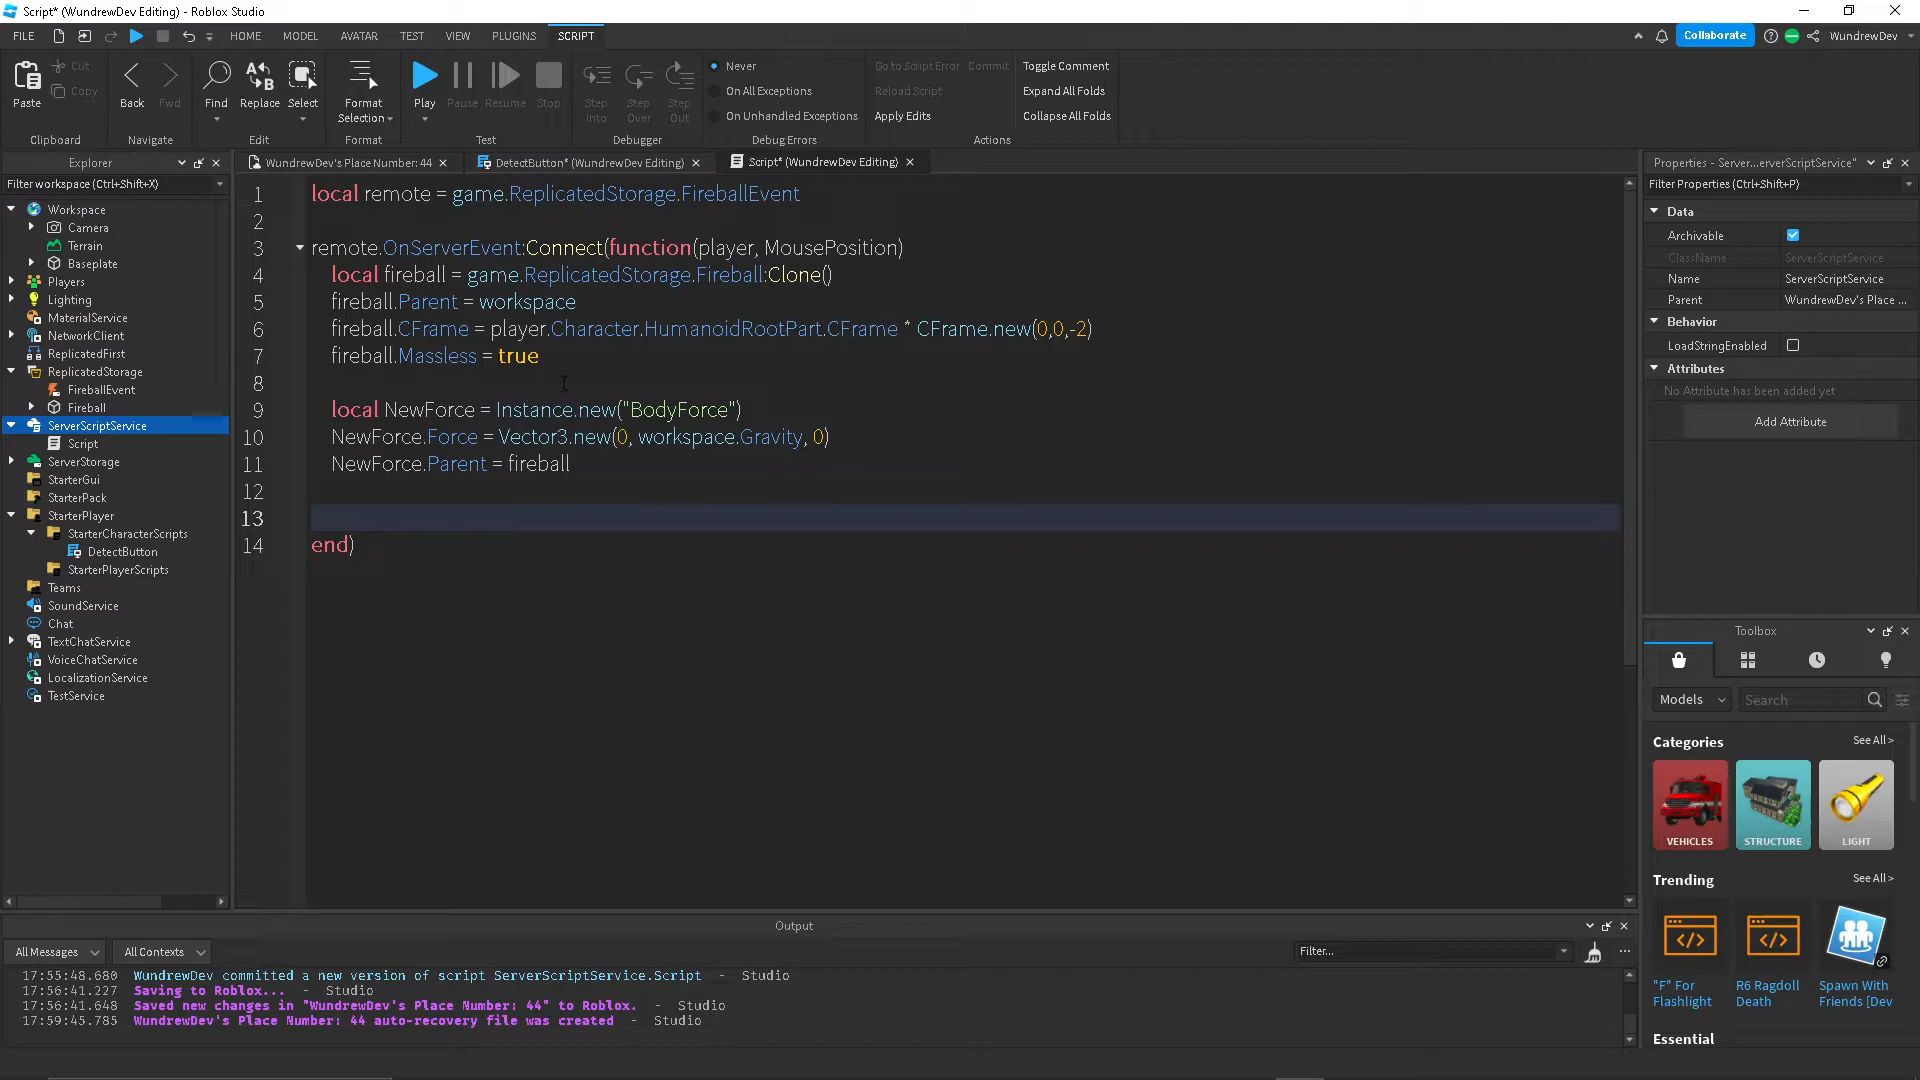 Script* (WundrewDev Editing) - Roblox Studio
FILE
HOME
MODEL
AVATAR
TEST
VIEW
PLUGINS
SCRIPT
Collaborate
WundrewDev
Paste
Cut
Copy
Back
Fwd
Find
Replace
Select
Format
Selection
Play
Pause
Resume
Stop
Step
Into
Step
Over
Step
Out
Never
On All Exceptions
On Unhandled Exceptions
Go to Script Error
Commit
Reload Script
Apply Edits
Toggle Comment
Expand All Folds
Collapse All Folds
Clipboard
Navigate
Edit
Format
Test
Debugger
Debug Errors
Actions
Explorer
Filter workspace (Ctrl+Shift+X)
Workspace
Camera
Terrain
Baseplate
Players
Lighting
MaterialService
NetworkClient
ReplicatedFirst
ReplicatedStorage
FireballEvent
Fireball
ServerScriptService
Script
ServerStorage
StarterGui
StarterPack
StarterPlayer
StarterCharacterScripts
DetectButton
StarterPlayerScripts
Teams
SoundService
Chat
TextChatService
VoiceChatService
LocalizationService
TestService
WundrewDev's Place Number: 44
DetectButton* (WundrewDev Editing)
Script* (WundrewDev Editing)
1 local remote = game.ReplicatedStorage.FireballEvent
2
3 remote.OnServerEvent:Connect(function(player, MousePosition)
4 local fireball = game.ReplicatedStorage.Fireball:Clone()
5 fireball.Parent = workspace
6 fireball.CFrame = player.Character.HumanoidRootPart.CFrame * CFrame.new(0,0,-2)
7 fireball.Massless = true
8
9 local NewForce = Instance.new("BodyForce")
10 NewForce.Force = Vector3.new(0, workspace.Gravity, 0)
11 NewForce.Parent = fireball
12
13
14 end)
Properties - Server...erverScriptService"
Filter Properties (Ctrl+Shift+P)
Data
Archivable
ClassName ServerScriptService
Name ServerScriptService
Parent WundrewDev's Place ...
Behavior
LoadStringEnabled
Attributes
No Attribute has been added yet
Add Attribute
Toolbox
Models
Search
Categories See All >
VEHICLES
STRUCTURE
LIGHT
Trending See All >
"F" For
Flashlight
R6 Ragdoll
Death
Spawn With
Friends [Dev
Essential
Output
All Messages
All Contexts
Filter...
17:55:48.680 WundrewDev committed a new version of script ServerScriptService.Script - Studio
17:56:41.227 Saving to Roblox... - Studio
17:56:41.648 Saved new changes in "WundrewDev's Place Number: 44" to Roblox. - Studio
17:59:45.785 WundrewDev's Place Number: 44 auto-recovery file was created - Studio